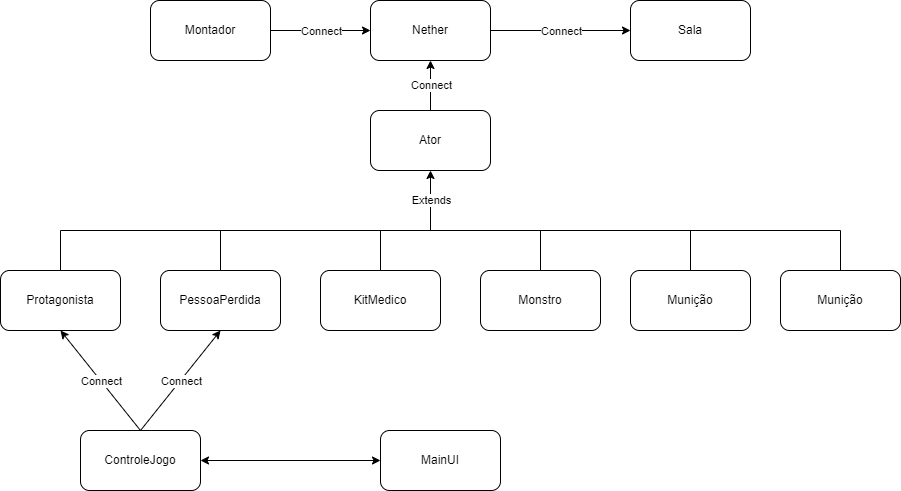 Montador
Connect
Nether
Connect
Sala
Connect
Ator
Extends
Protagonista
PessoaPerdida
KitMedico
Monstro
Munição
Munição
Connect
Connect
ControleJogo
MainUI